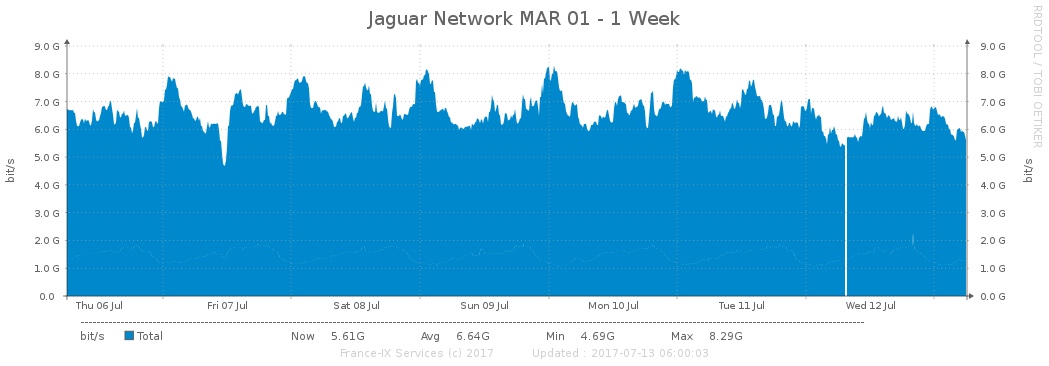 Jaguar Network MAR 01 - 1 Week
RRDTOOL / TOBI OETIKER
9.0 G 9.0 G
8.0 G 8.0 G
7.0 G 7.0 G
6.0 G 6.0 G
5.0 G 5.0 G
4.0 G 4.0 G
3.0 G 3.0 G
2.0 G 2.0 G
1.0 G 1.0 G
0.0 0.0 G
bit/s
bit/s
Thu 06 Jul Fri 07 Jul Sat 08 Jul Sun 09 Jul Mon 10 Jul Tue 11 Jul Wed 12 Jul
bit/s Total Now 5.61G Avg 6.64G Min 4.69G Max 8.29G
France-IX Services (c) 2017 Updated : 2017-07-13 06:00:03